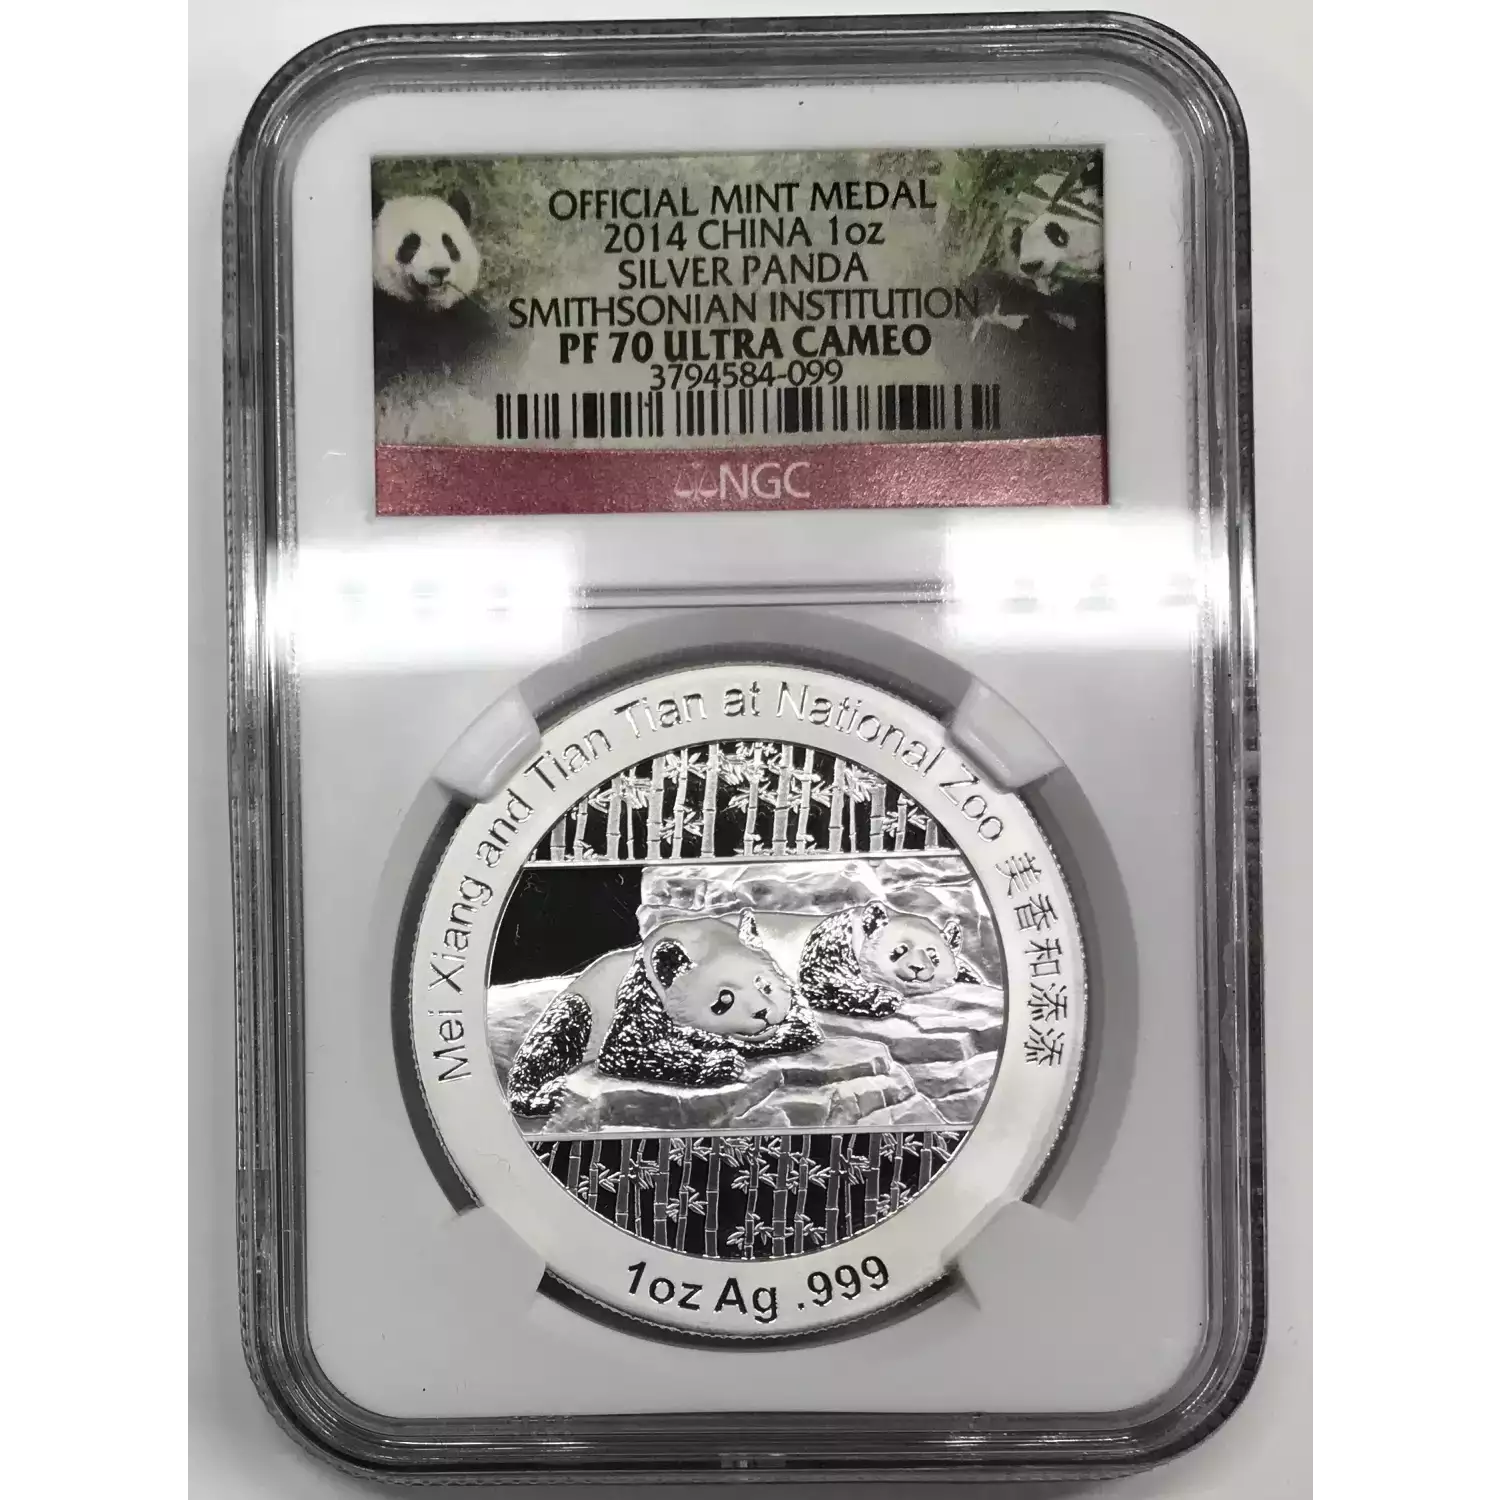 OFFICIAL MINT MEDAL
2014 CHINA 1oz
SILVER PANDA
SMITHSONIAN INSTITUTION
PF 70 ULTRA CAMEO
3794584-099
NGC
Mei Xiang and Tian Tian at National Zoo 美香和添添
1oz Ag .999